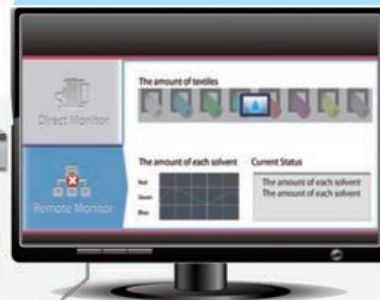 Direct Monitor
Remote Monitor
The amount of textiles
The amount of each solvent
Red
Green
Blue
Current Status
The amount of each solvent
The amount of each solvent